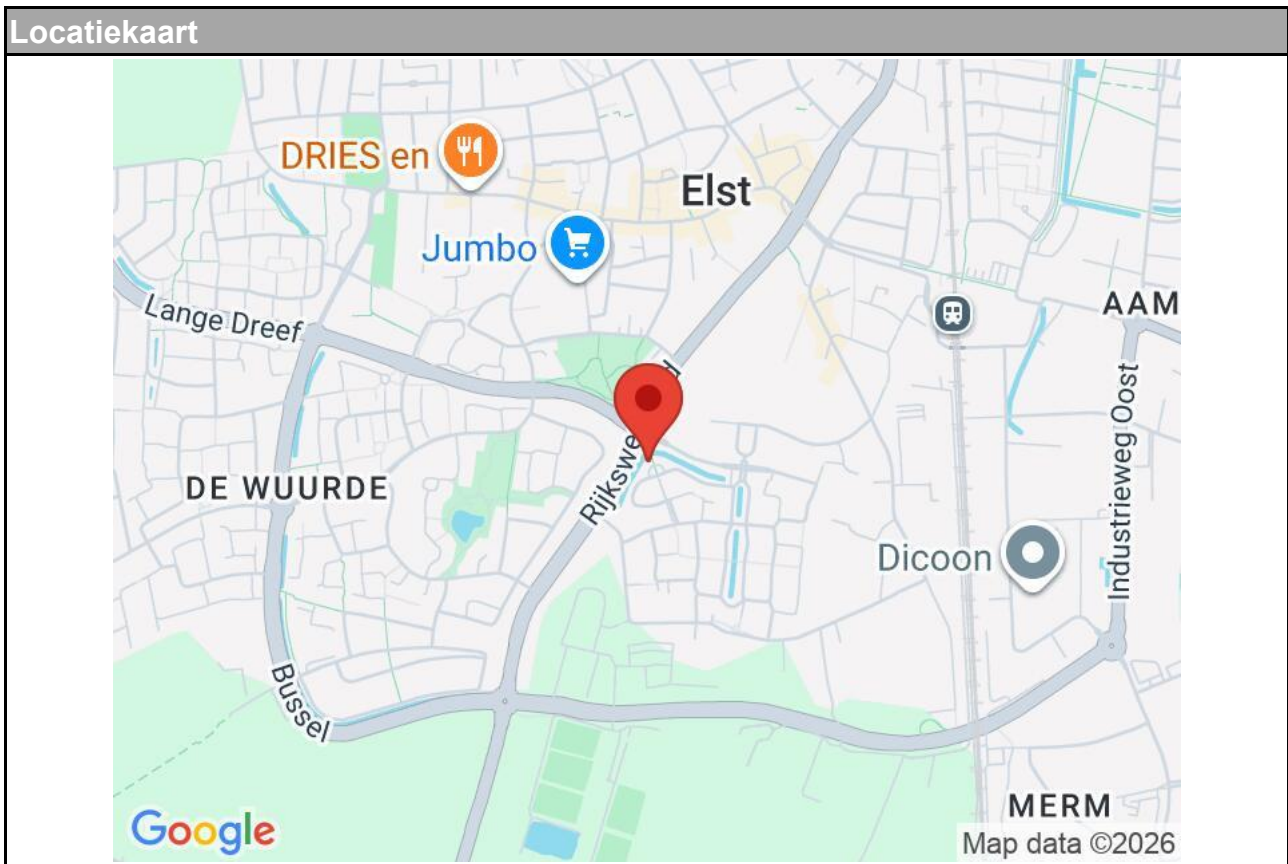 Locatiekaart
DRIES en
Elst
Jumbo
AAM
Lange Dreef
Industrieweg Oost
DE WUURDE
Dicoon
Bussel
MERM
Google
Map data ©2026